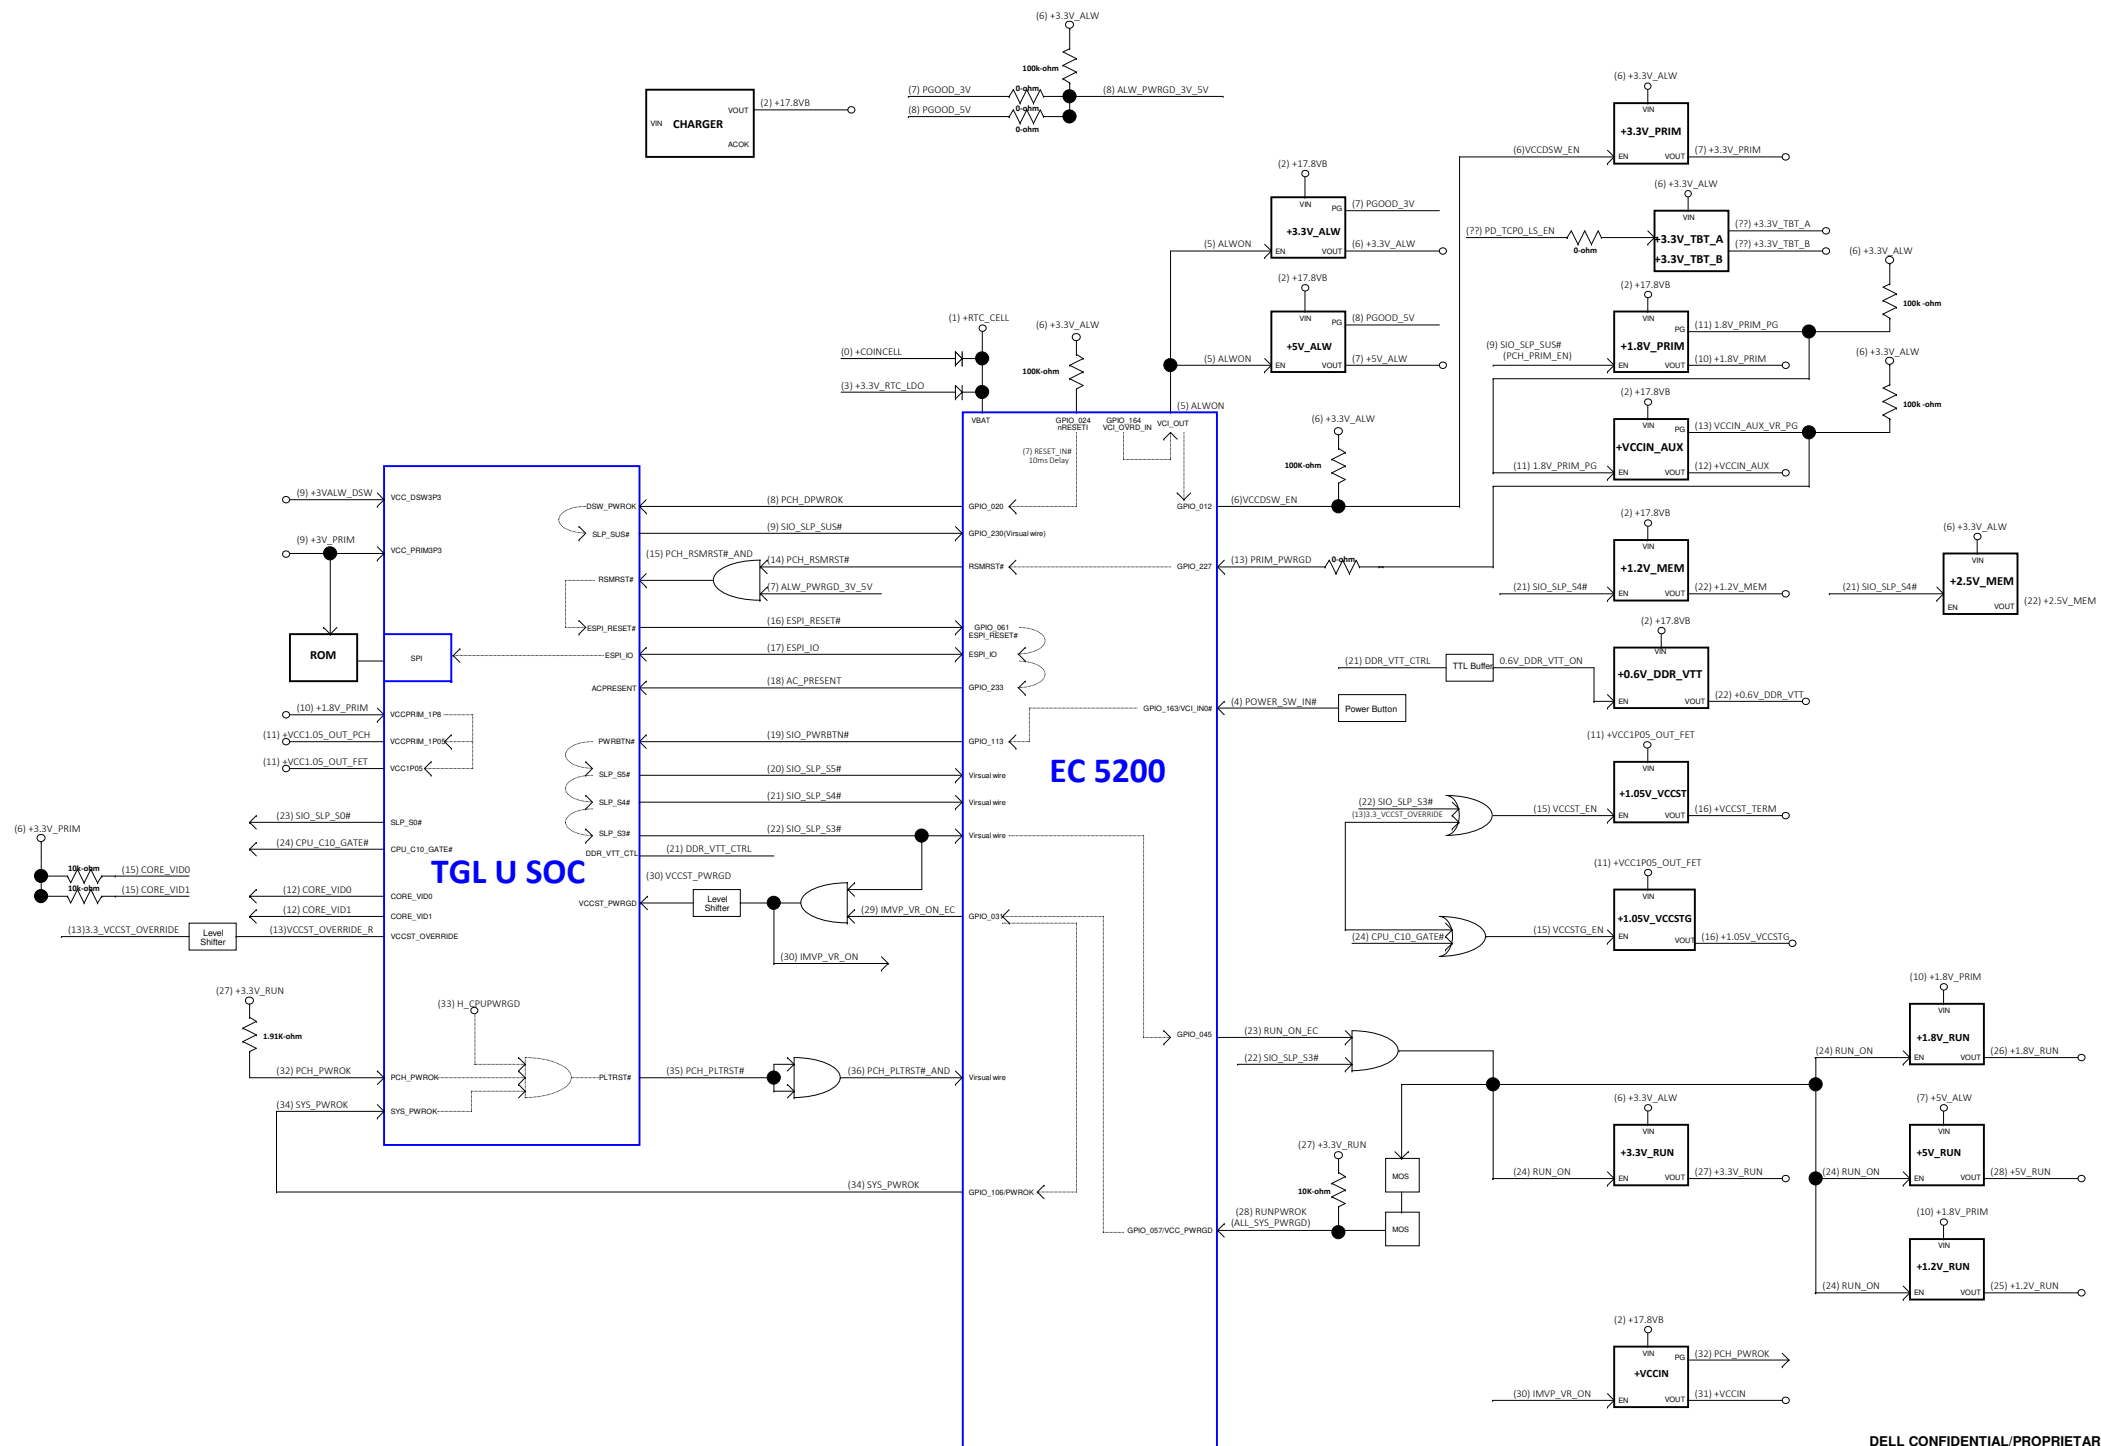 (6) +3.3V_ALW
100k-ohm
(7) PGOOD_3V
0-ohm
(8) ALW_PWRGD_3V_5V
(8) PGOOD_5V
0-ohm
0-ohm
VOUT
(2) +17.8VB
VIN
CHARGER
ACOK
(6) +3.3V_ALW
VIN
+3.3V_PRIM
(6)VCCDSW_EN
EN
VOUT
(7) +3.3V_PRIM
(2) +17.8VB
VIN
PG
(7) PGOOD_3V
+3.3V_ALW
(5) ALWON
EN
VOUT
(6) +3.3V_ALW
(6) +3.3V_ALW
VIN
(??) PD_TCP0_LS_EN
0-ohm
+3.3V_TBT_A
+3.3V_TBT_B
(??) +3.3V_TBT_A
(??) +3.3V_TBT_B
(6) +3.3V_ALW
100k -ohm
(2) +17.8VB
VIN
PG
(8) PGOOD_5V
+5V_ALW
(5) ALWON
EN
VOUT
(7) +5V_ALW
(2) +17.8VB
VIN
PG
(11) 1.8V_PRIM_PG
(9) SIO_SLP_SUS#
(PCH_PRIM_EN)
+1.8V_PRIM
EN
VOUT
(10) +1.8V_PRIM
(6) +3.3V_ALW
100k -ohm
(1) +RTC_CELL
(0) +COINCELL
(3) +3.3V_RTC_LDO
(6) +3.3V_ALW
100K-ohm
(5) ALWON
(2) +17.8VB
VIN
PG
(13) VCCIN_AUX_VR_PG
+VCCIN_AUX
(11) 1.8V_PRIM_PG
EN
VOUT
(12) +VCCIN_AUX
VBAT
GPIO_024
nRESETI
GPIO_164
VCI_OVRD_IN
VCI_OUT
(7) RESET_IN#
10ms Delay
(6) +3.3V_ALW
100K-ohm
(9) +3VALW_DSW
VCC_DSW3P3
DSW_PWROK
(8) PCH_DPWROK
GPIO_020
GPIO_012
(6)VCCDSW_EN
SLP_SUS#
(9) SIO_SLP_SUS#
GPIO_230(Virsual wire)
(9) +3V_PRIM
VCC_PRIM3P3
(15) PCH_RSMRST#_AND
(14) PCH_RSMRST#
RSMRST#
RSMRST#
GPIO_227
(13) PRIM_PWRGD
0-ohm
(7) ALW_PWRGD_3V_5V
(2) +17.8VB
VIN
+1.2V_MEM
(21) SIO_SLP_S4#
EN
VOUT
(22) +1.2V_MEM
(6) +3.3V_ALW
VIN
+2.5V_MEM
(21) SIO_SLP_S4#
EN
VOUT
(22) +2.5V_MEM
ESPI_RESET#
(16) ESPI_RESET#
GPIO_061
ESPI_RESET#
ROM
SPI
ESPI_IO
(17) ESPI_IO
ESPI_IO
ACPRESENT
(18) AC_PRESENT
GPIO_233
(2) +17.8VB
VIN
(21) DDR_VTT_CTRL
TTL Buffer
0.6V_DDR_VTT_ON
+0.6V_DDR_VTT
EN
VOUT
(22) +0.6V_DDR_VTT
GPIO_163/VCI_IN0#
(4) POWER_SW_IN#
Power Button
(10) +1.8V_PRIM
VCCPRIM_1P8
(11) +VCC1.05_OUT_PCH
VCCPRIM_1P05
(11) +VCC1.05_OUT_FET
VCC1P05
PWRBTN#
(19) SIO_PWRBTN#
GPIO_113
SLP_S5#
(20) SIO_SLP_S5#
Virsual wire
SLP_S4#
(21) SIO_SLP_S4#
Virsual wire
SLP_S3#
(22) SIO_SLP_S3#
Virsual wire
EC 5200
(11) +VCC1P05_OUT_FET
VIN
+1.05V_VCCST
(22) SIO_SLP_S3#
(13)3.3_VCCST_OVERRIDE
(15) VCCST_EN
EN
VOUT
(16) +VCCST_TERM
(23) SIO_SLP_S0#
SLP_S0#
(24) CPU_C10_GATE#
CPU_C10_GATE#
DDR_VTT_CTL
(21) DDR_VTT_CTRL
TGL U SOC
(6) +3.3V_PRIM
10k-ohm
(15) CORE_VID0
10k-ohm
(15) CORE_VID1
(12) CORE_VID0
CORE_VID0
(12) CORE_VID1
CORE_VID1
(13)3.3_VCCST_OVERRIDE
Level
Shifter
(13)VCCST_OVERRIDE_R
VCCST_OVERRIDE
(30) VCCST_PWRGD
VCCST_PWRGD
Level
Shifter
(29) IMVP_VR_ON_EC
GPIO_031
(30) IMVP_VR_ON
(11) +VCC1P05_OUT_FET
VIN
+1.05V_VCCSTG
(24) CPU_C10_GATE#
(15) VCCSTG_EN
EN
VOUT
(16) +1.05V_VCCSTG
(27) +3.3V_RUN
1.91K-ohm
(33) H_CPUPWRGD
(32) PCH_PWROK
PCH_PWROK
PLTRST#
(35) PCH_PLTRST#
(36) PCH_PLTRST#_AND
Virsual wire
(34) SYS_PWROK
SYS_PWROK
GPIO_045
(23) RUN_ON_EC
(22) SIO_SLP_S3#
(10) +1.8V_PRIM
VIN
+1.8V_RUN
(24) RUN_ON
EN
VOUT
(26) +1.8V_RUN
(6) +3.3V_ALW
VIN
+3.3V_RUN
(24) RUN_ON
EN
VOUT
(27) +3.3V_RUN
(7) +5V_ALW
VIN
+5V_RUN
(24) RUN_ON
EN
VOUT
(28) +5V_RUN
(27) +3.3V_RUN
10K-ohm
MOS
MOS
(34) SYS_PWROK
GPIO_106/PWROK
GPIO_057/VCC_PWRGD
(28) RUNPWROK
(ALL_SYS_PWRGD)
(10) +1.8V_PRIM
VIN
+1.2V_RUN
(24) RUN_ON
EN
VOUT
(25) +1.2V_RUN
(2) +17.8VB
VIN
PG
(32) PCH_PWROK
+VCCIN
(30) IMVP_VR_ON
EN
VOUT
(31) +VCCIN
DELL CONFIDENTIAL/PROPRIETAR